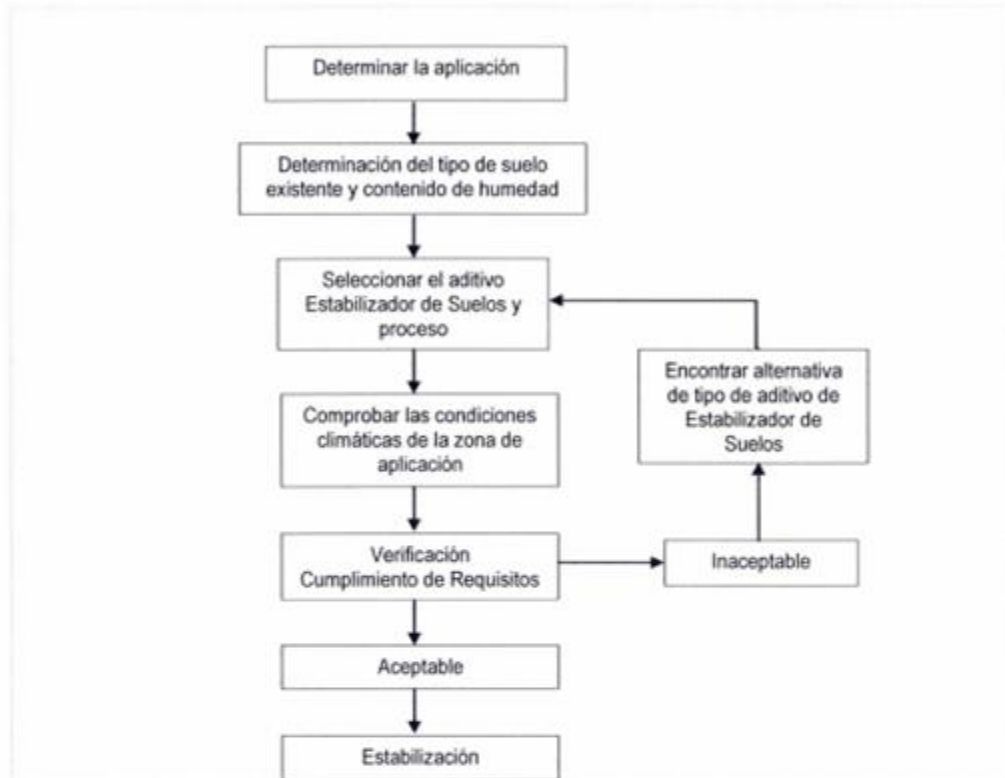 Determinar la aplicación
Determinación del tipo de suelo
existente y contenido de humedad
Seleccionar el aditivo
Estabilizador de Suelos y
proceso
Comprobar las condiciones
climáticas de la zona de
aplicación
Verificación
Cumplimiento de Requisitos
Inaceptable
Encontrar alternativa
de tipo de aditivo de
Estabilizador de
Suelos
Aceptable
Estabilización